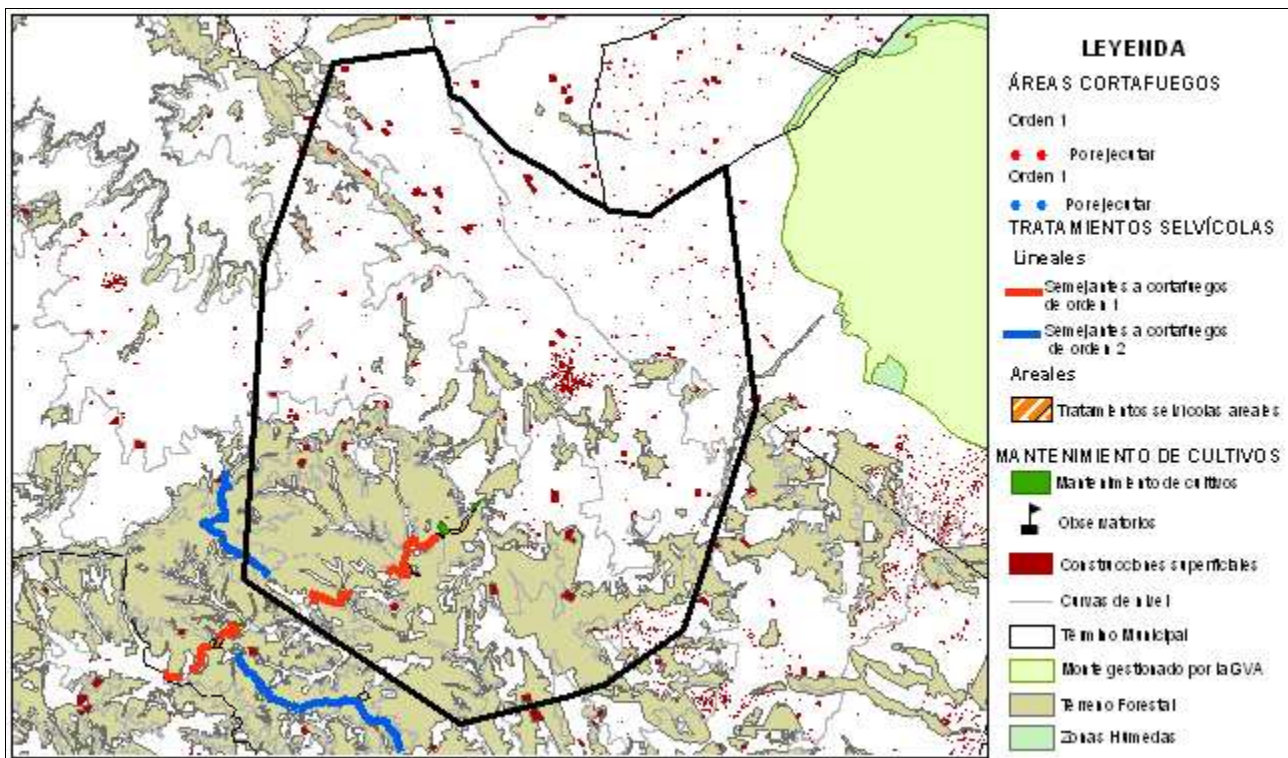 LEYENDA
ÁREAS CORTAFUEGOS
Orden 1
Por ejecutar
Orden 1
Por ejecutar
TRATAMIENTOS SELVÍCOLAS
Lineales
Semejantes a cortafuegos
de orden 1
Semejantes a cortafuegos
de orden 2
Areales
Tratamientos selvícolas areales
MANTENIMIENTO DE CULTIVOS
Mantenimiento de cultivos
Observatorios
Construcciones superficiales
Curvas de nivel
Término Municipal
Monte gestionado por la GVA
Terreno Forestal
Zonas Húmedas